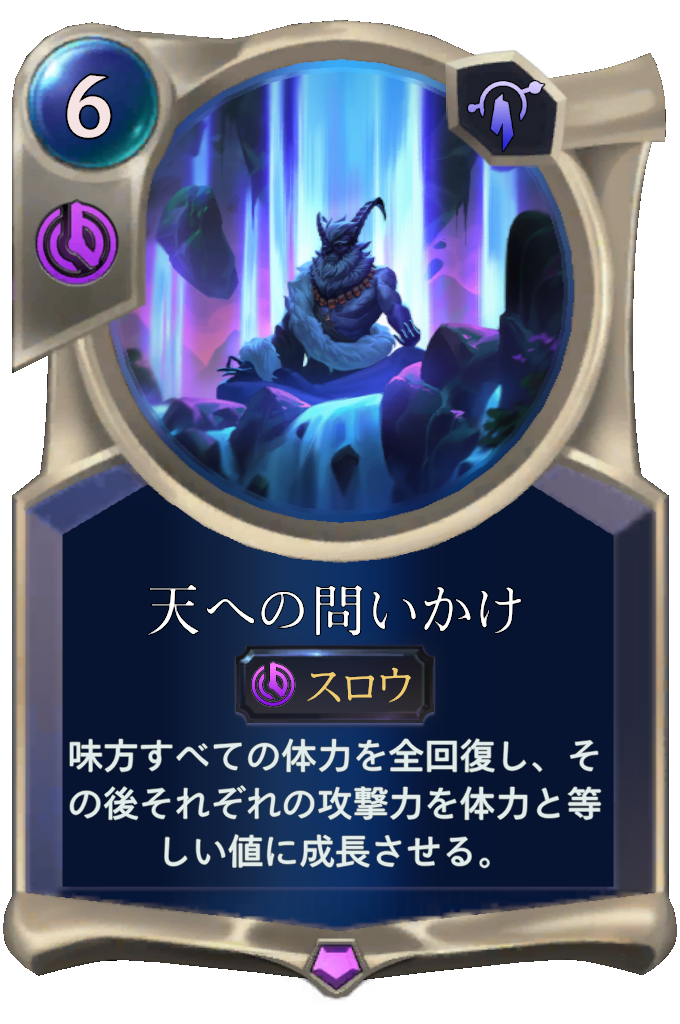 6
天への問いかけ
スロウ
味方すべての体力を全回復し、そ
の後それぞれの攻撃力を体力と等
しい値に成長させる。